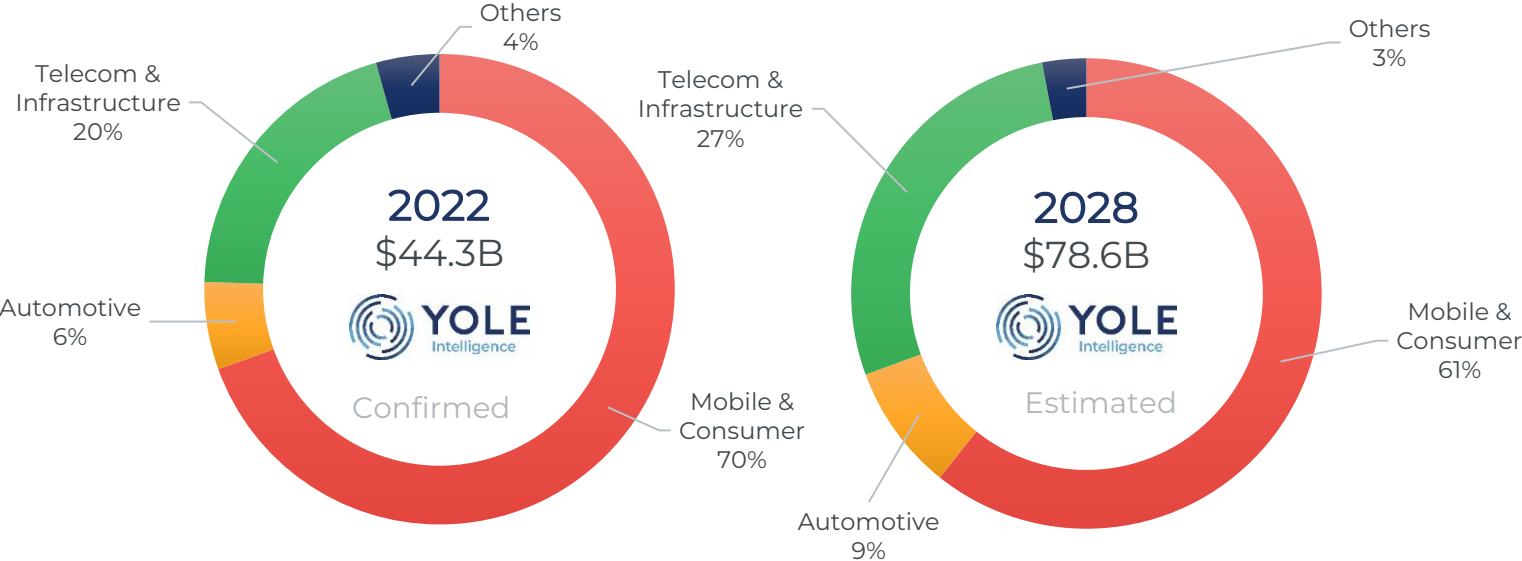 Others
4%
Telecom &
Infrastructure
20%
Automotive
6%
2022
$44.3B
YOLE
Intelligence
Confirmed
Mobile &
Consumer
70%
Others
3%
Telecom &
Infrastructure
27%
2028
$78.6B
YOLE
Intelligence
Estimated
Mobile &
Consumer
61%
Automotive
9%